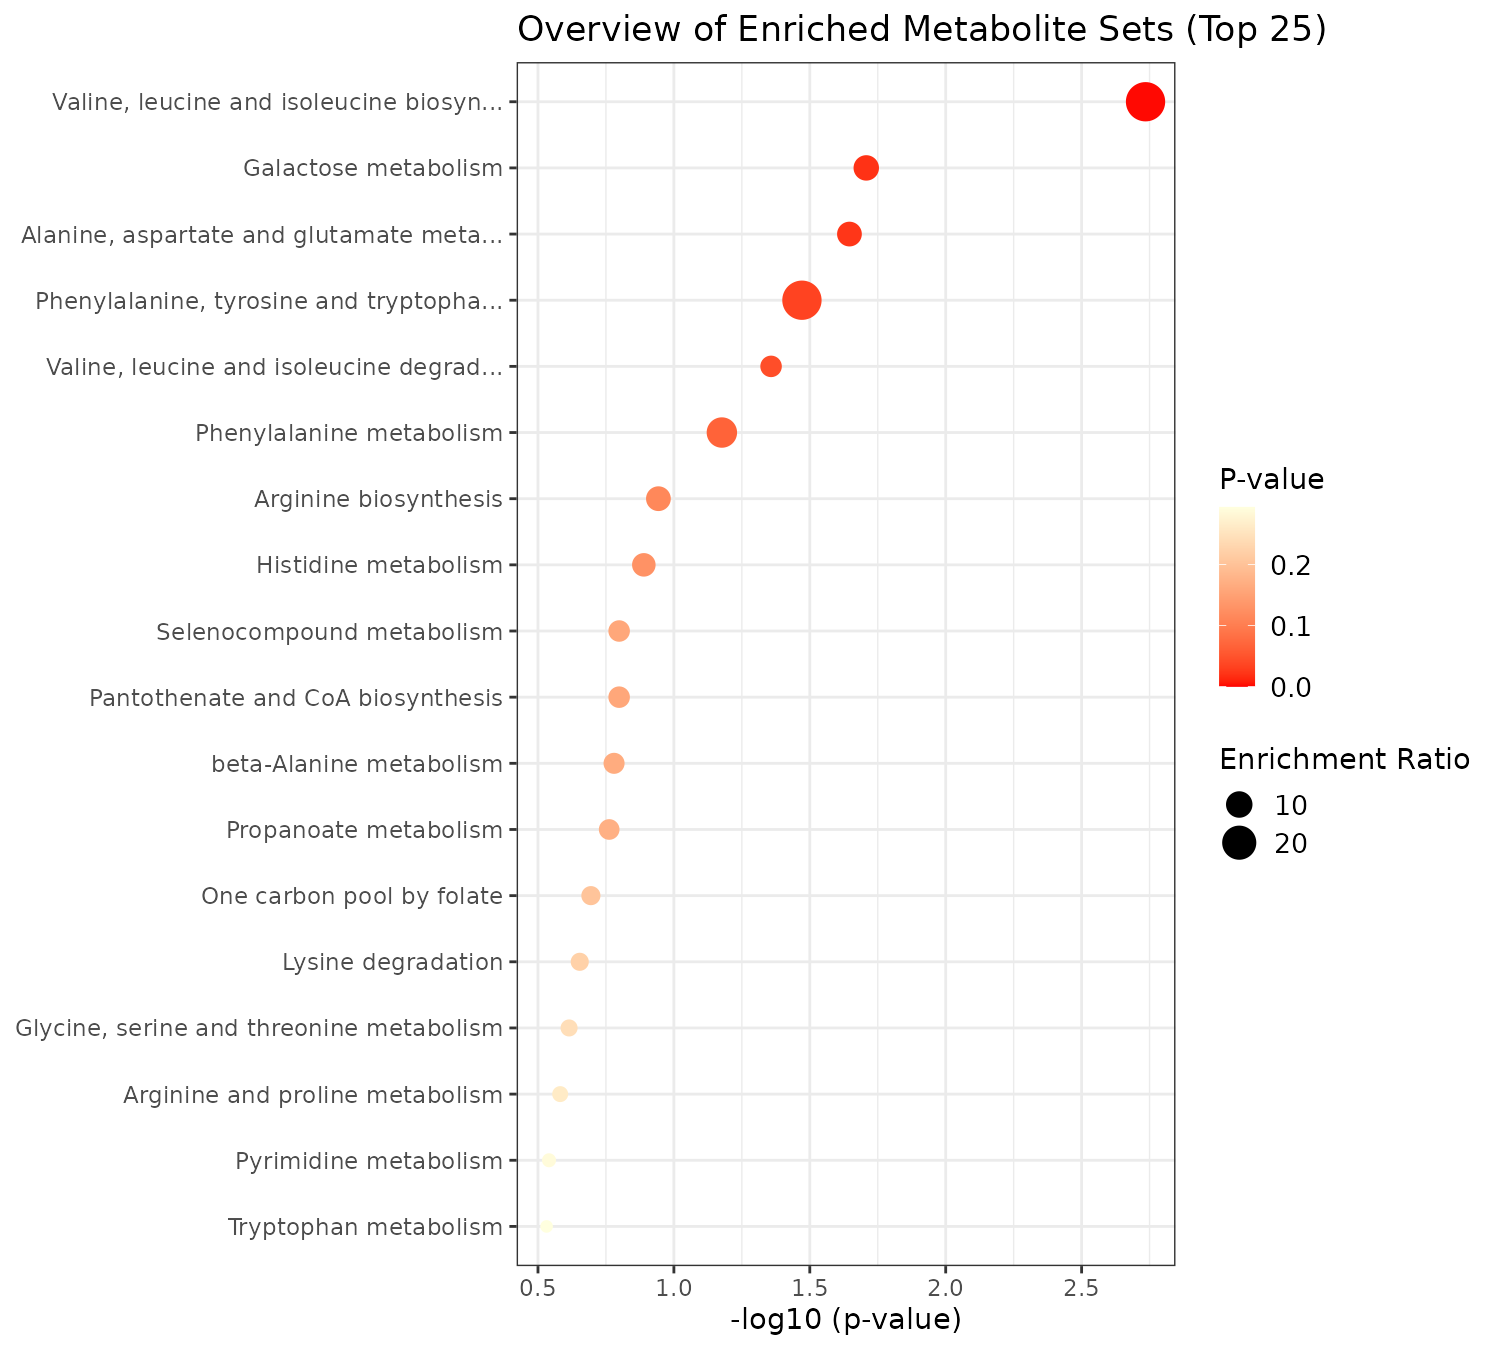 Overview of Enriched Metabolite Sets (Top 25)
Valine, leucine and isoleucine biosyn...
Galactose metabolism
Alanine, aspartate and glutamate meta...
Phenylalanine, tyrosine and tryptopha...
Valine, leucine and isoleucine degrad...
Phenylalanine metabolism
Arginine biosynthesis
Histidine metabolism
Selenocompound metabolism
Pantothenate and CoA biosynthesis
beta-Alanine metabolism
Propanoate metabolism
One carbon pool by folate
Lysine degradation
Glycine, serine and threonine metabolism
Arginine and proline metabolism
Pyrimidine metabolism
Tryptophan metabolism
0.5 1.0 1.5 2.0 2.5
-log10 (p-value)
P-value
0.2
0.1
0.0
Enrichment Ratio
10
20